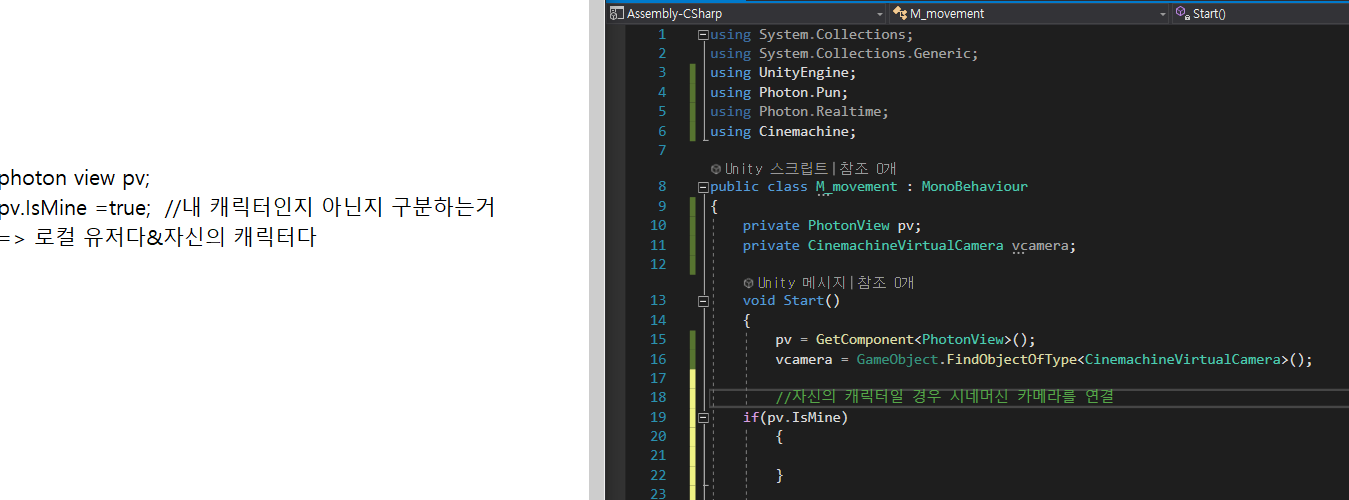 photon view pv;
pv.IsMine =true;  //내 캐릭터인지 아닌지 구분하는거
=> 로컬 유저다&자신의 캐릭터다
Assembly-CSharp
M_movement
Start()
1 using System.Collections;
2 using System.Collections.Generic;
3 using UnityEngine;
4 using Photon.Pun;
5 using Photon.Realtime;
6 using Cinemachine;
7
Unity 스크립트|참조 0개
8 public class M_movement : MonoBehaviour
9 {
10 private PhotonView pv;
11 private CinemachineVirtualCamera vcamera;
12
Unity 메시지|참조 0개
13 void Start()
14 {
15 pv = GetComponent<PhotonView>();
16 vcamera = GameObject.FindObjectOfType<CinemachineVirtualCamera>();
17
18 //자신의 캐릭터일 경우 시네머신 카메라를 연결
19 if(pv.IsMine)
20 {
21
22 }
23